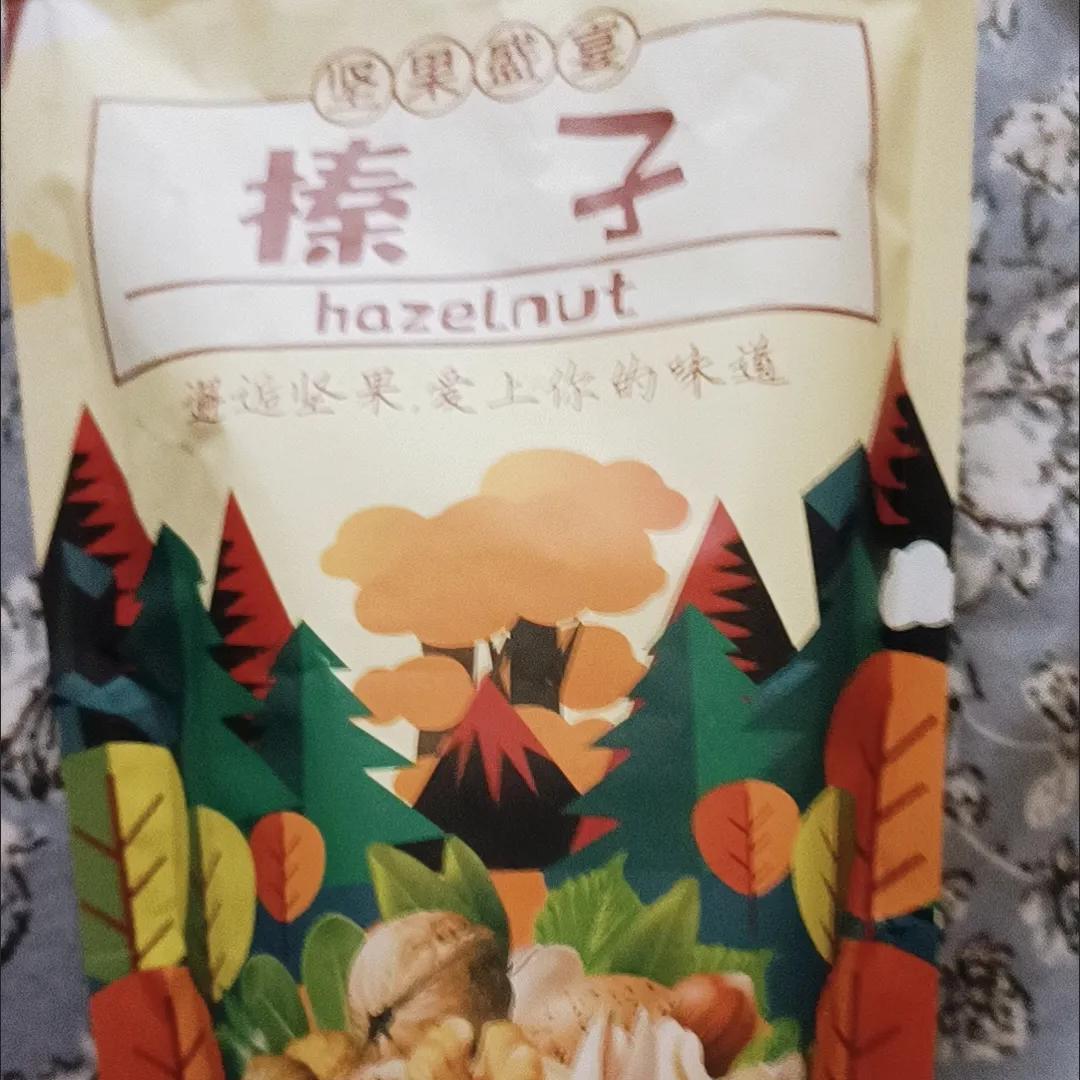 坚果盛宴
榛子
hazelnut
邂逅坚果,爱上你的味道